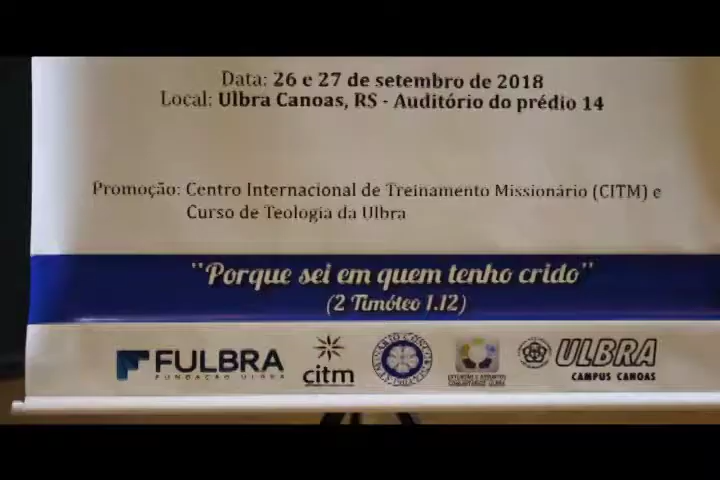 Data: 26 e 27 de setembro de 2018
Local: Ulbra Canoas, RS - Auditório do prédio 14
Promoção: Centro Internacional de Treinamento Missionário (CITM) e
Curso de Teologia da Ulbra
"Porque sei em quem tenho crido"
(2 Timóteo 1.12)
FULBRA
FUNDAÇÃO ULBRA
citm
ULBRA
CAMPUS CANOAS